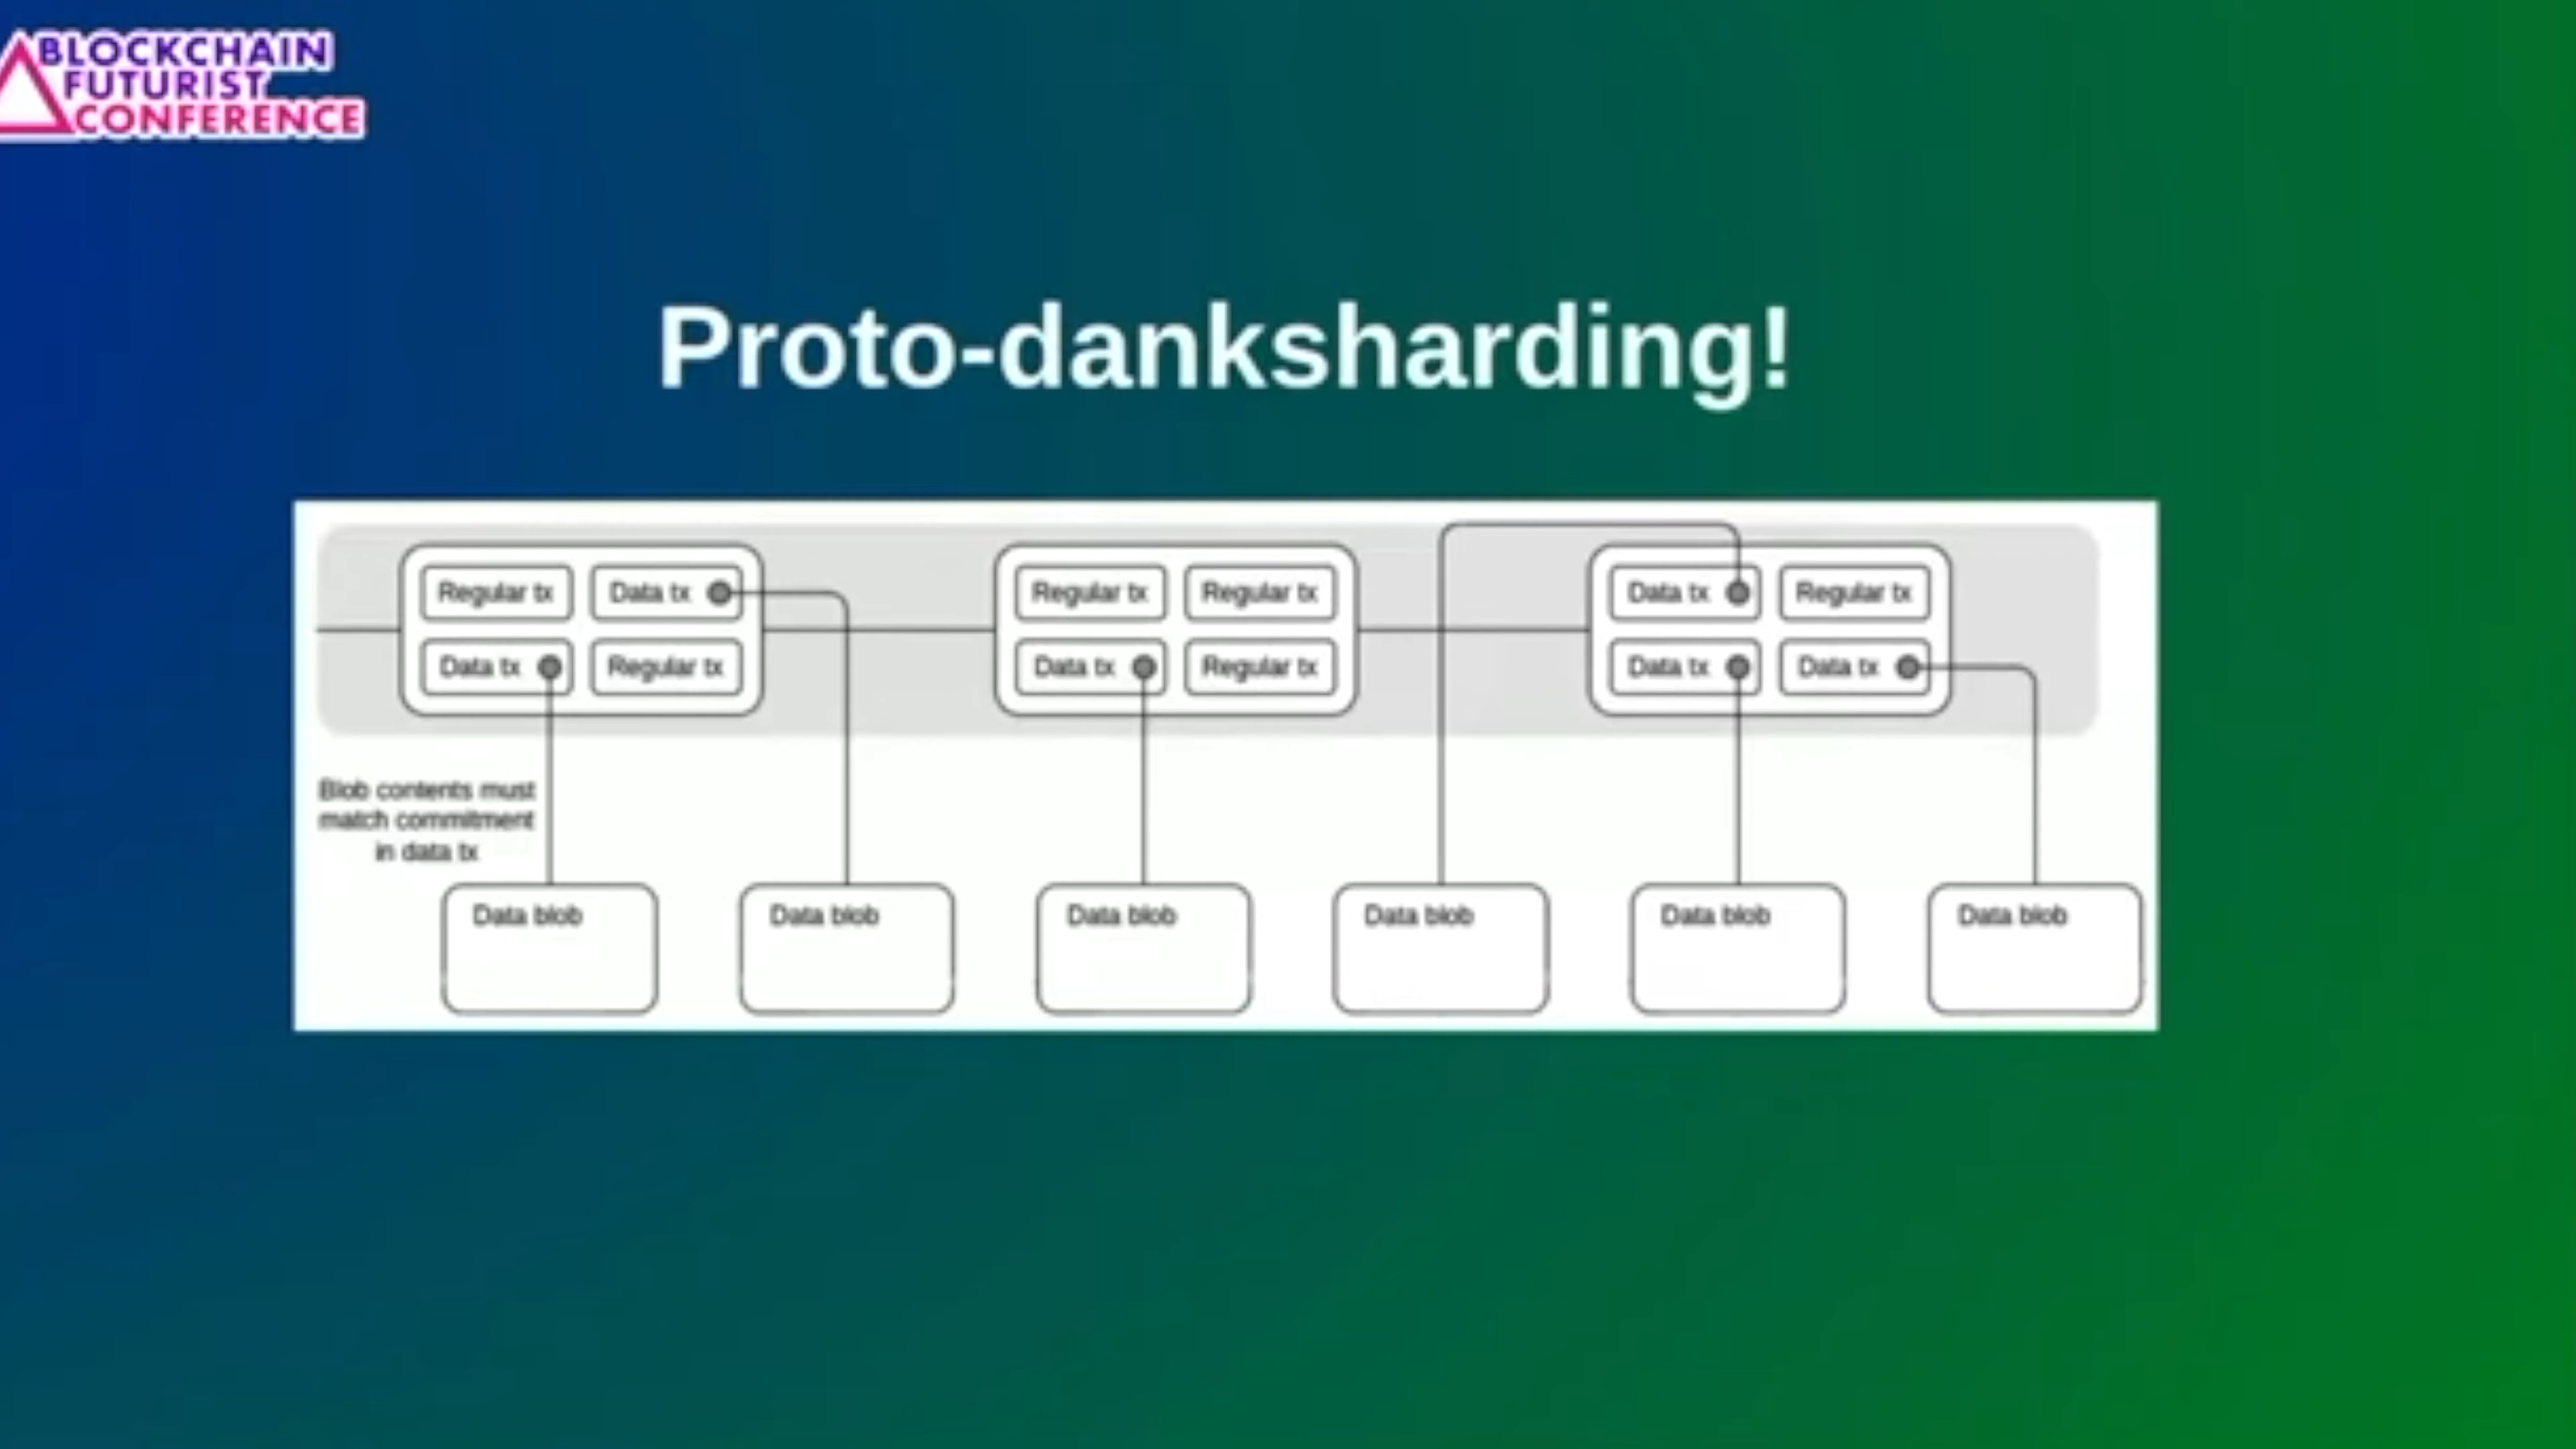 BLOCKCHAIN
FUTURIST
CONFERENCE
Proto-danksharding!
Regular tx
Data tx
Data tx
Regular tx
Regular tx
Regular tx
Data tx
Regular tx
Data tx
Regular tx
Data tx
Data tx
Blob contents must
match commitment
in data tx
Data blob
Data blob
Data blob
Data blob
Data blob
Data blob